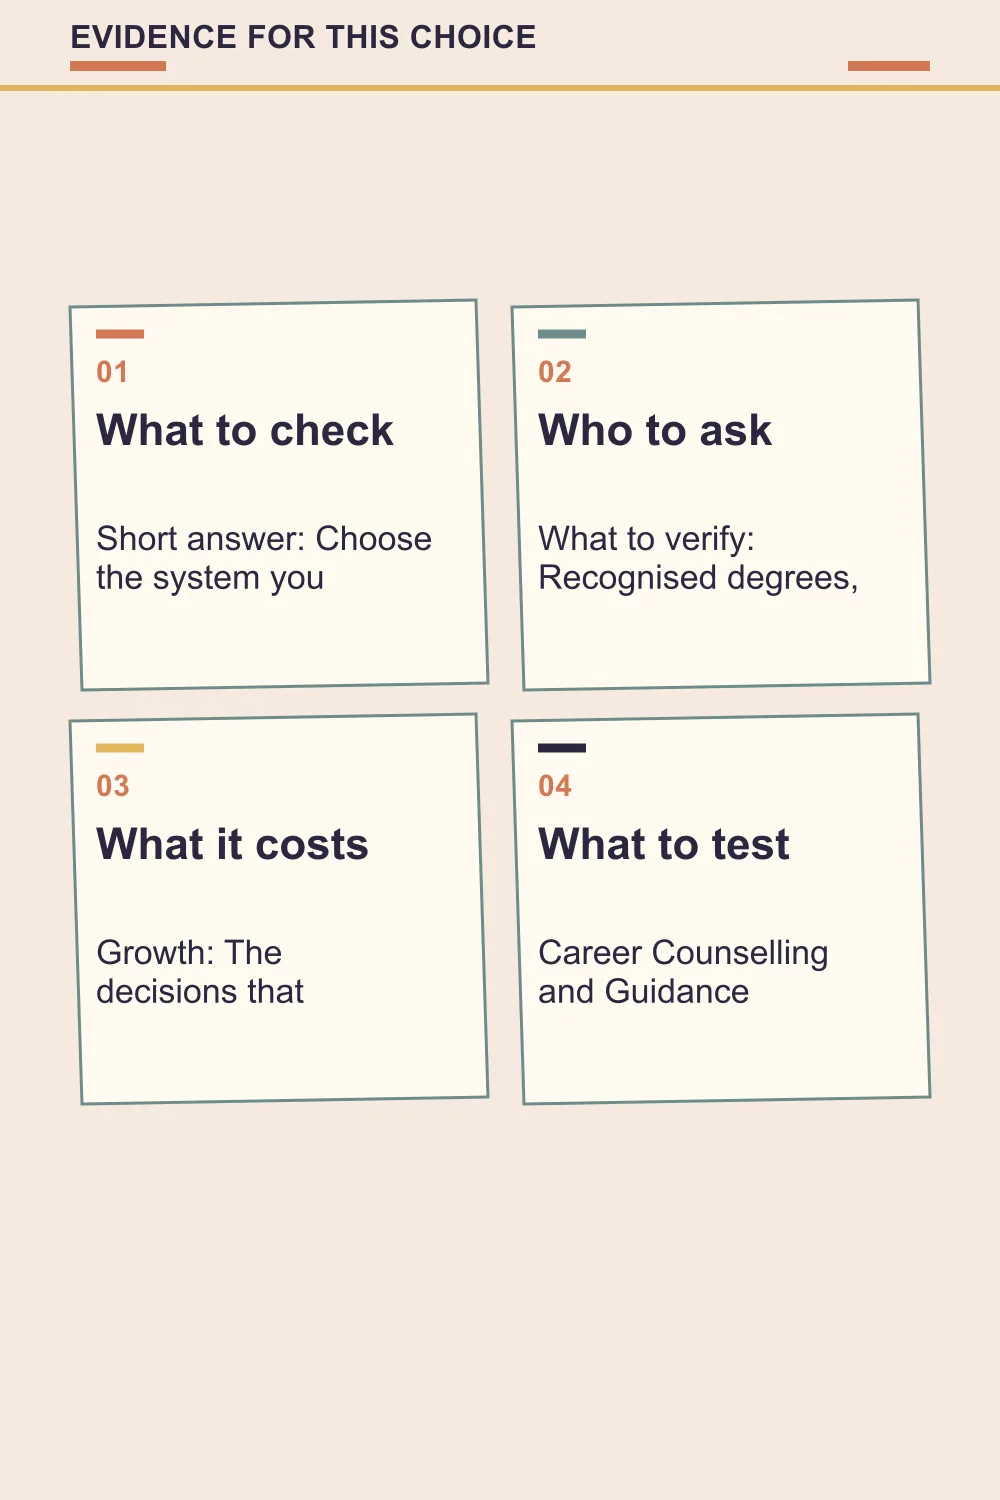 EVIDENCE FOR THIS CHOICE
01
What to check
Short answer: Choose
the system you
02
Who to ask
What to verify:
Recognised degrees,
03
What it costs
Growth: The
decisions that
04
What to test
Career Counselling
and Guidance